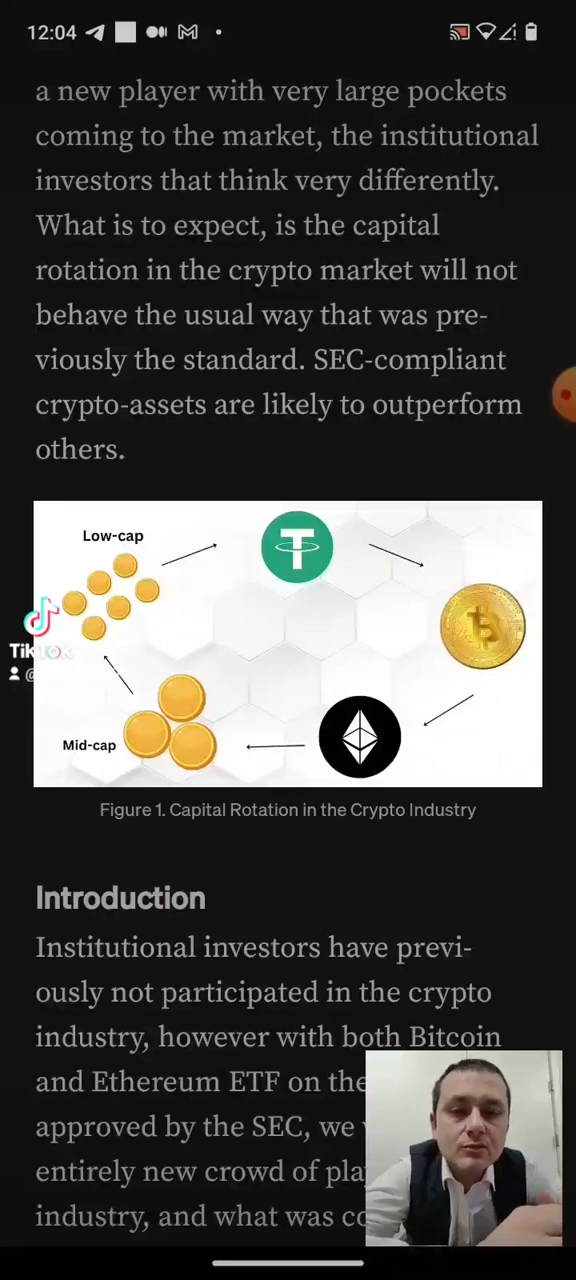 12:04
a new player with very large pockets
coming to the market, the institutional
investors that think very differently.
What is to expect, is the capital
rotation in the crypto market will not
behave the usual way that was pre-
viously the standard. SEC-compliant
crypto-assets are likely to outperform
others.
Low-cap
TikTok
@
Mid-cap
Figure 1. Capital Rotation in the Crypto Industry
Introduction
Institutional investors have previ-
ously not participated in the crypto
industry, however with both Bitcoin
and Ethereum ETF on the
approved by the SEC, we
entirely new crowd of
industry, and what was